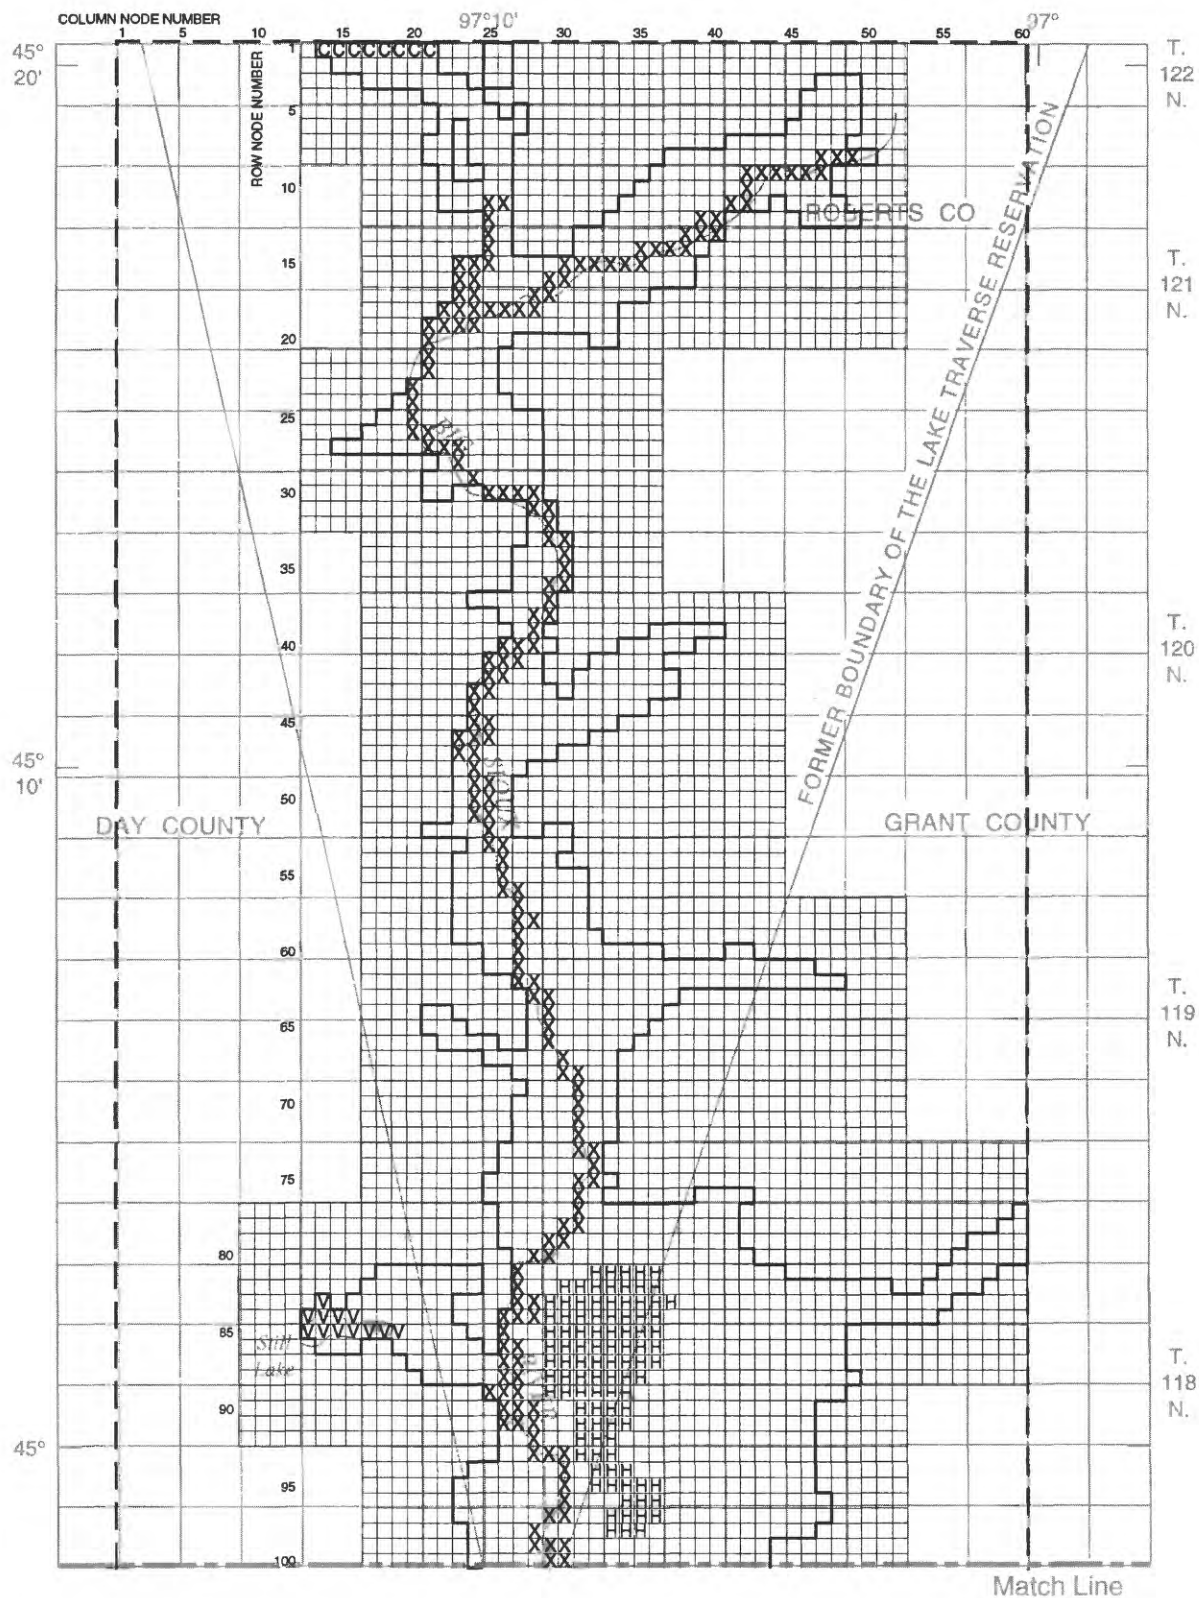 COLUMN NODE NUMBER
97°10' 97°
1 5 10 15 20 25 30 35 40 45 50 55 60
45° 20'
ROW NODE NUMBER
1
C C C C C C C C
T. 122 N.
5
10
ROBERTS CO
15
T. 121 N.
20
25
BIG
30
35
FORMER BOUNDARY OF THE LAKE TRAVERSE RESERVATION
40
T. 120 N.
45
45° 10'
SIOUX
50
DAY COUNTY
GRANT COUNTY
55
60
65
T. 119 N.
70
75
80
85
Still Lake
T. 118 N.
90
45°
95
100
Match Line